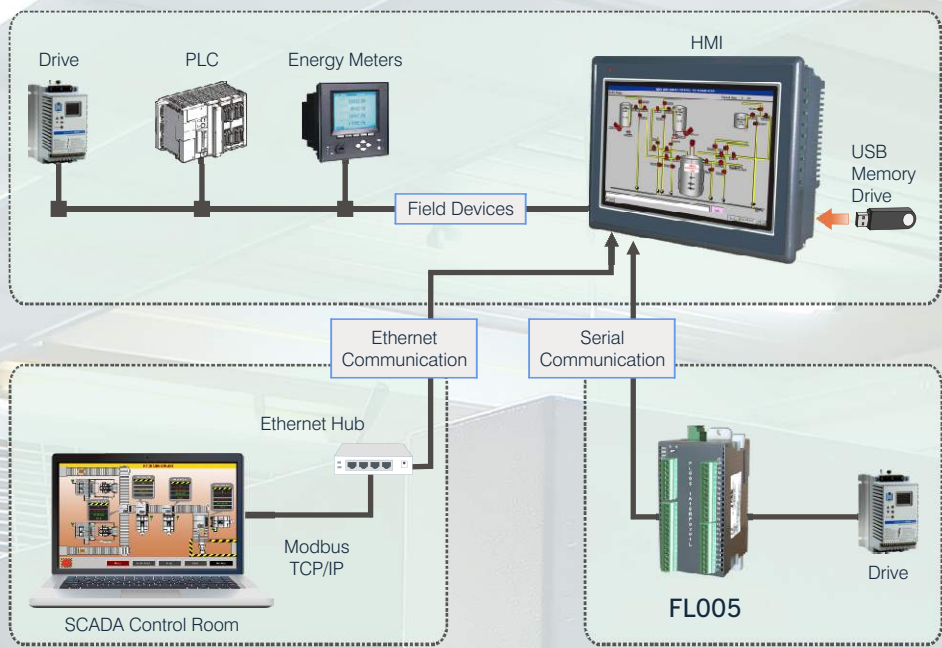 Drive
PLC
Energy Meters
HMI
USB
Memory
Drive
Field Devices
Ethernet
Communication
Serial
Communication
Ethernet Hub
Modbus
TCP/IP
SCADA Control Room
FL005
Drive